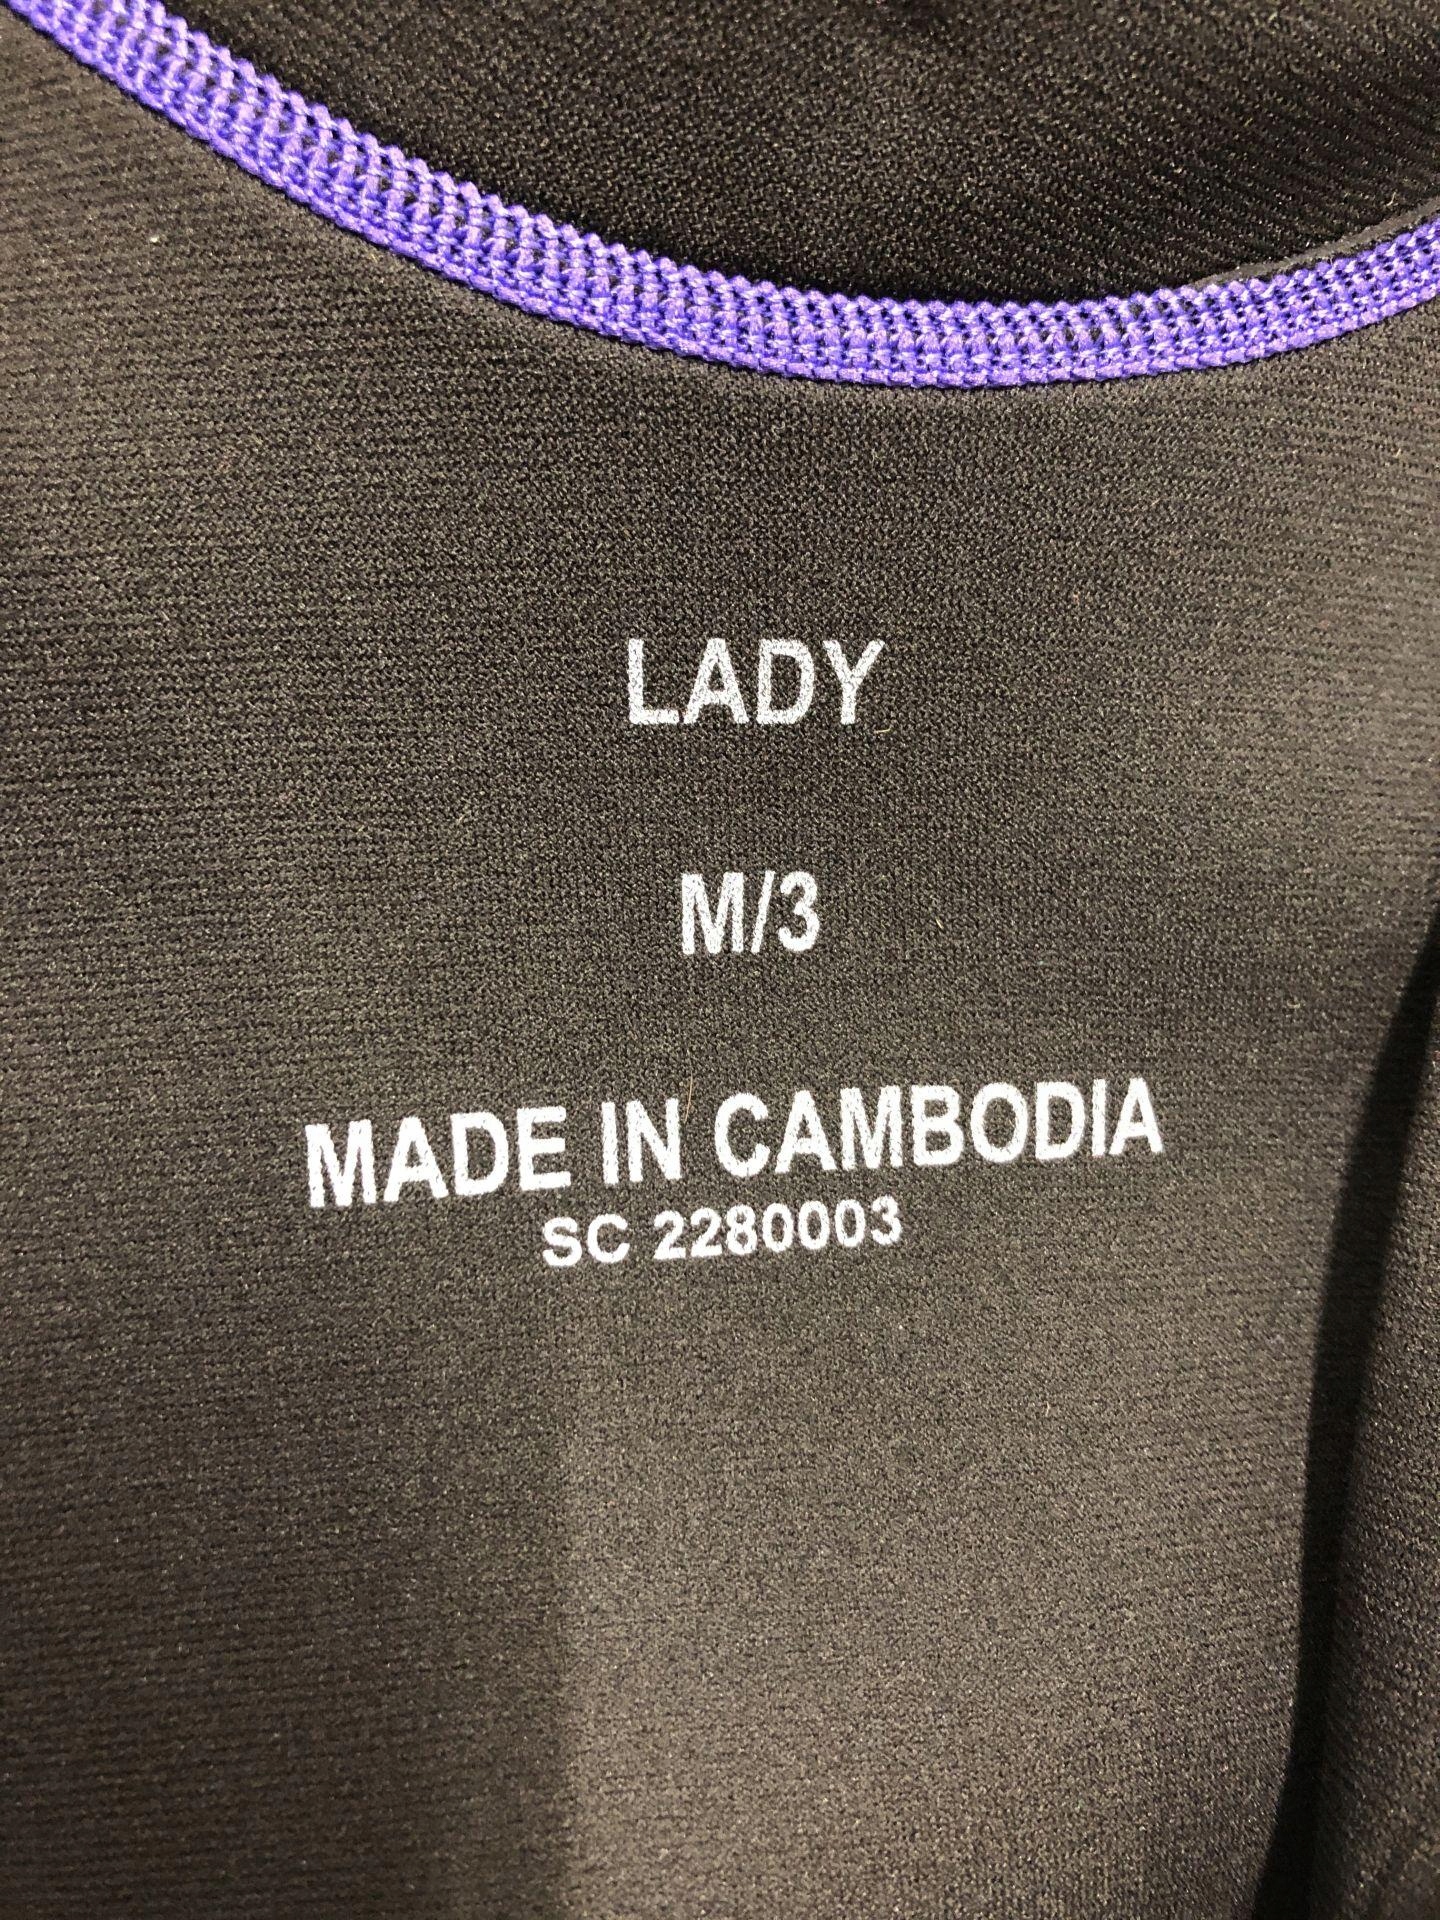 LADY
M/3
MADE IN CAMBODIA
SC 2280003